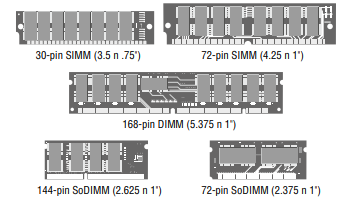 30-pin SIMM (3.5 n .75")
72-pin SIMM (4.25 n 1")
168-pin DIMM (5.375 n 1")
144-pin SoDIMM (2.625 n 1")
72-pin SoDIMM (2.375 n 1")